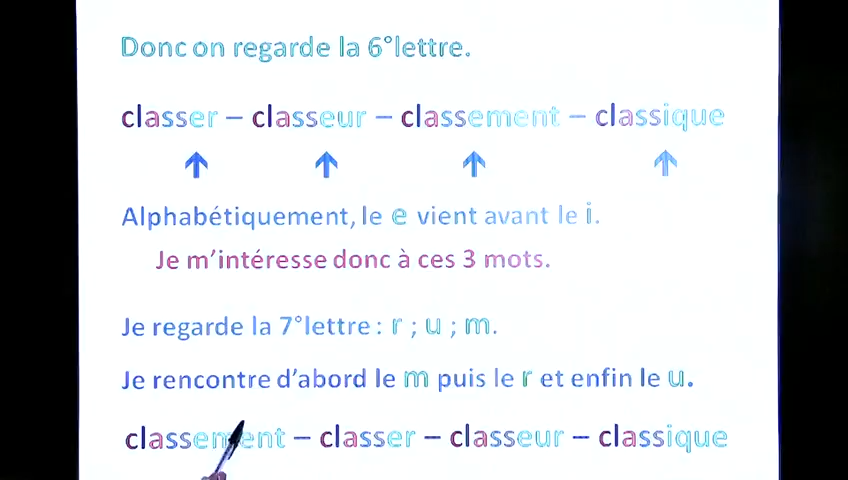 Donc on regarde la 6°lettre.
classer – classeur – classement – classique
Alphabétiquement, le e vient avant le i.
Je m'intéresse donc à ces 3 mots.
Je regarde la 7°lettre : r ; u ; m.
Je rencontre d'abord le m puis le r et enfin le u.
classement – classer – classeur – classique